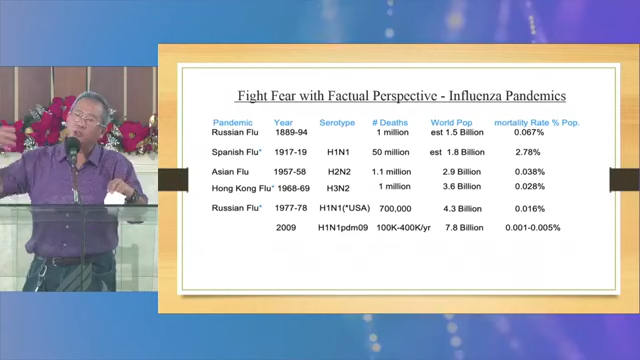 Fight Fear with Factual Perspective - Influenza Pandemics
Pandemic Year Serotype # Deaths World Pop mortality Rate % Pop.
Russian Flu 1889-94 1 million est 1.5 Billion 0.067%
Spanish Flu* 1917-19 H1N1 50 million est 1.8 Billion 2.78%
Asian Flu 1957-58 H2N2 1.1 million 2.9 Billion 0.038%
Hong Kong Flu* 1968-69 H3N2 1 million 3.6 Billion 0.028%
Russian Flu* 1977-78 H1N1(*USA) 700,000 4.3 Billion 0.016%
2009 H1N1pdm09 100K-400K/yr 7.8 Billion 0.001-0.005%